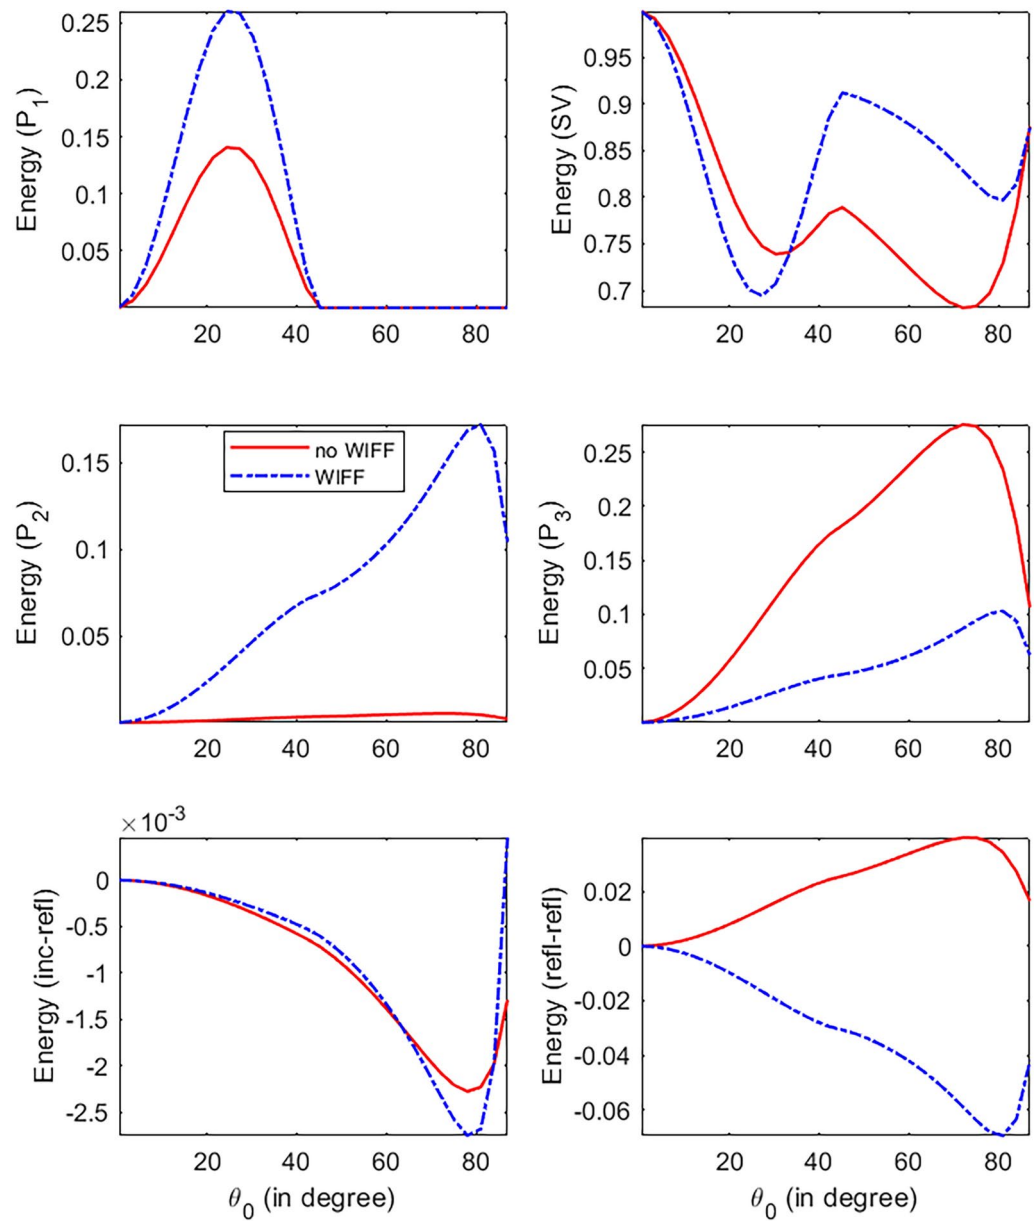 Energy (P1)
0.25
0.2
0.15
0.1
0.05
20 40 60 80
Energy (SV)
0.95
0.9
0.85
0.8
0.75
0.7
20 40 60 80
Energy (P2)
0.15
0.1
0.05
no WIFF
WIFF
20 40 60 80
Energy (P3)
0.25
0.2
0.15
0.1
0.05
20 40 60 80
×10-3
Energy (inc-refl)
0
-0.5
-1
-1.5
-2
-2.5
20 40 60 80
θ0 (in degree)
Energy (refl-refl)
0.02
0
-0.02
-0.04
-0.06
20 40 60 80
θ0 (in degree)